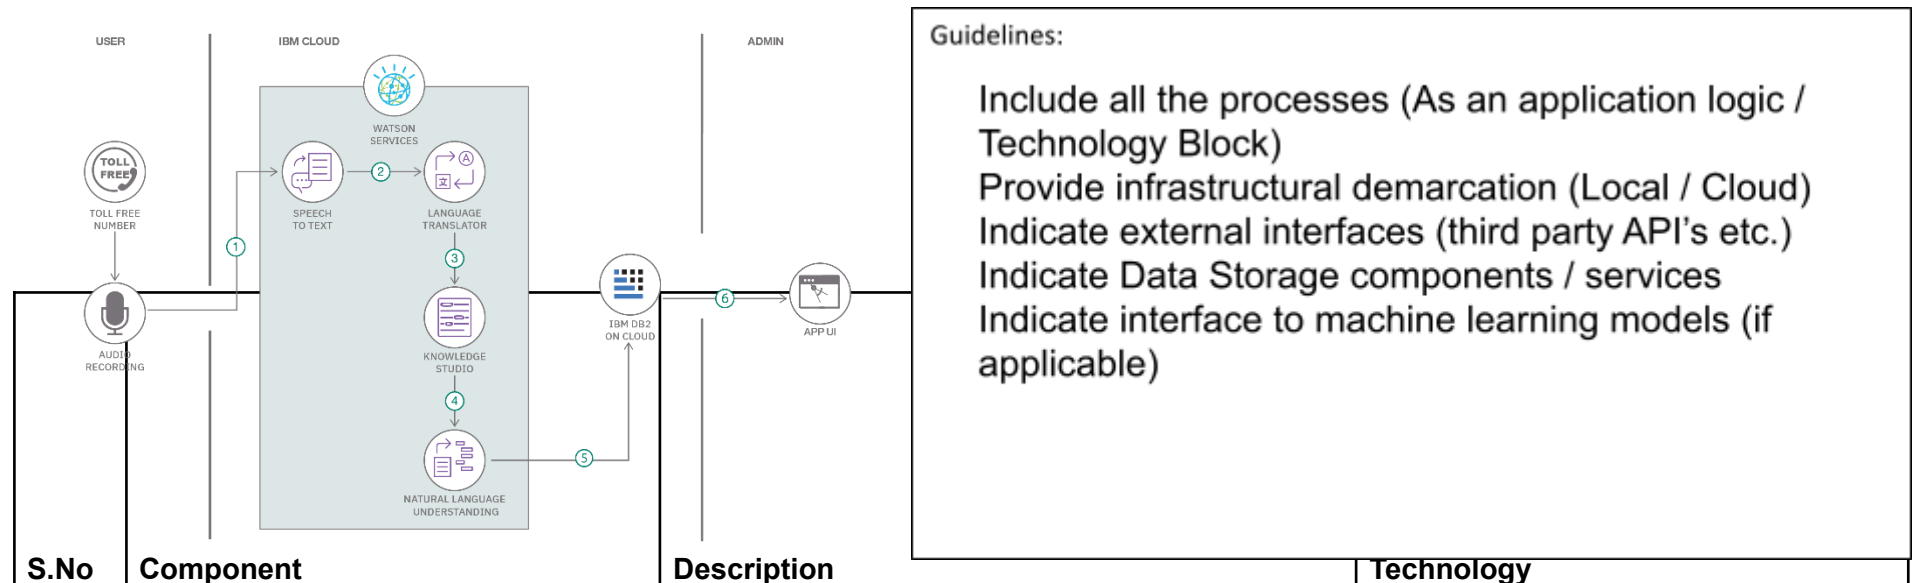 USER
IBM CLOUD
ADMIN
WATSON
SERVICES
TOLL
FREE
TOLL FREE
NUMBER
SPEECH
TO TEXT
2
A
文
LANGUAGE
TRANSLATOR
1
3
AUDIO
RECORDING
KNOWLEDGE
STUDIO
4
NATURAL LANGUAGE
UNDERSTANDING
5
IBM DB2
ON CLOUD
6
APP UI
Guidelines:
Include all the processes (As an application logic /
Technology Block)
Provide infrastructural demarcation (Local / Cloud)
Indicate external interfaces (third party API's etc.)
Indicate Data Storage components / services
Indicate interface to machine learning models (if
applicable)
S.No
Component
Description
Technology